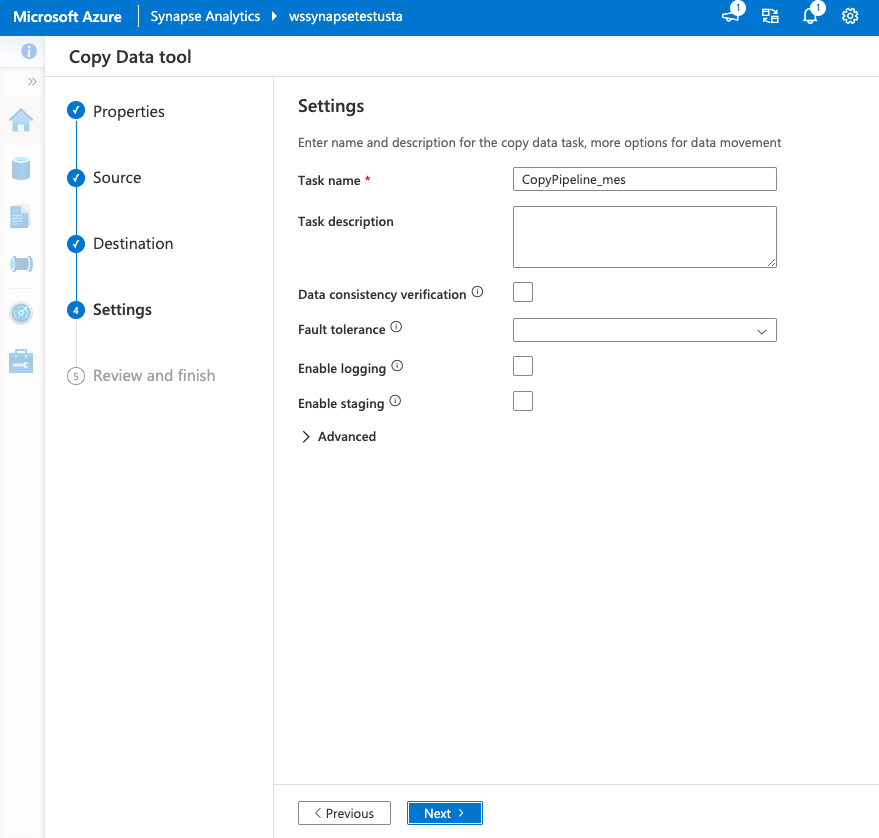 Microsoft Azure
Synapse Analytics
wssynapsetestusta
1
1
Copy Data tool
Properties
Source
Destination
4
Settings
5
Review and finish
Settings
Enter name and description for the copy data task, more options for data movement
Task name *
CopyPipeline_mes
Task description
Data consistency verification
Fault tolerance
Enable logging
Enable staging
Advanced
Previous
Next